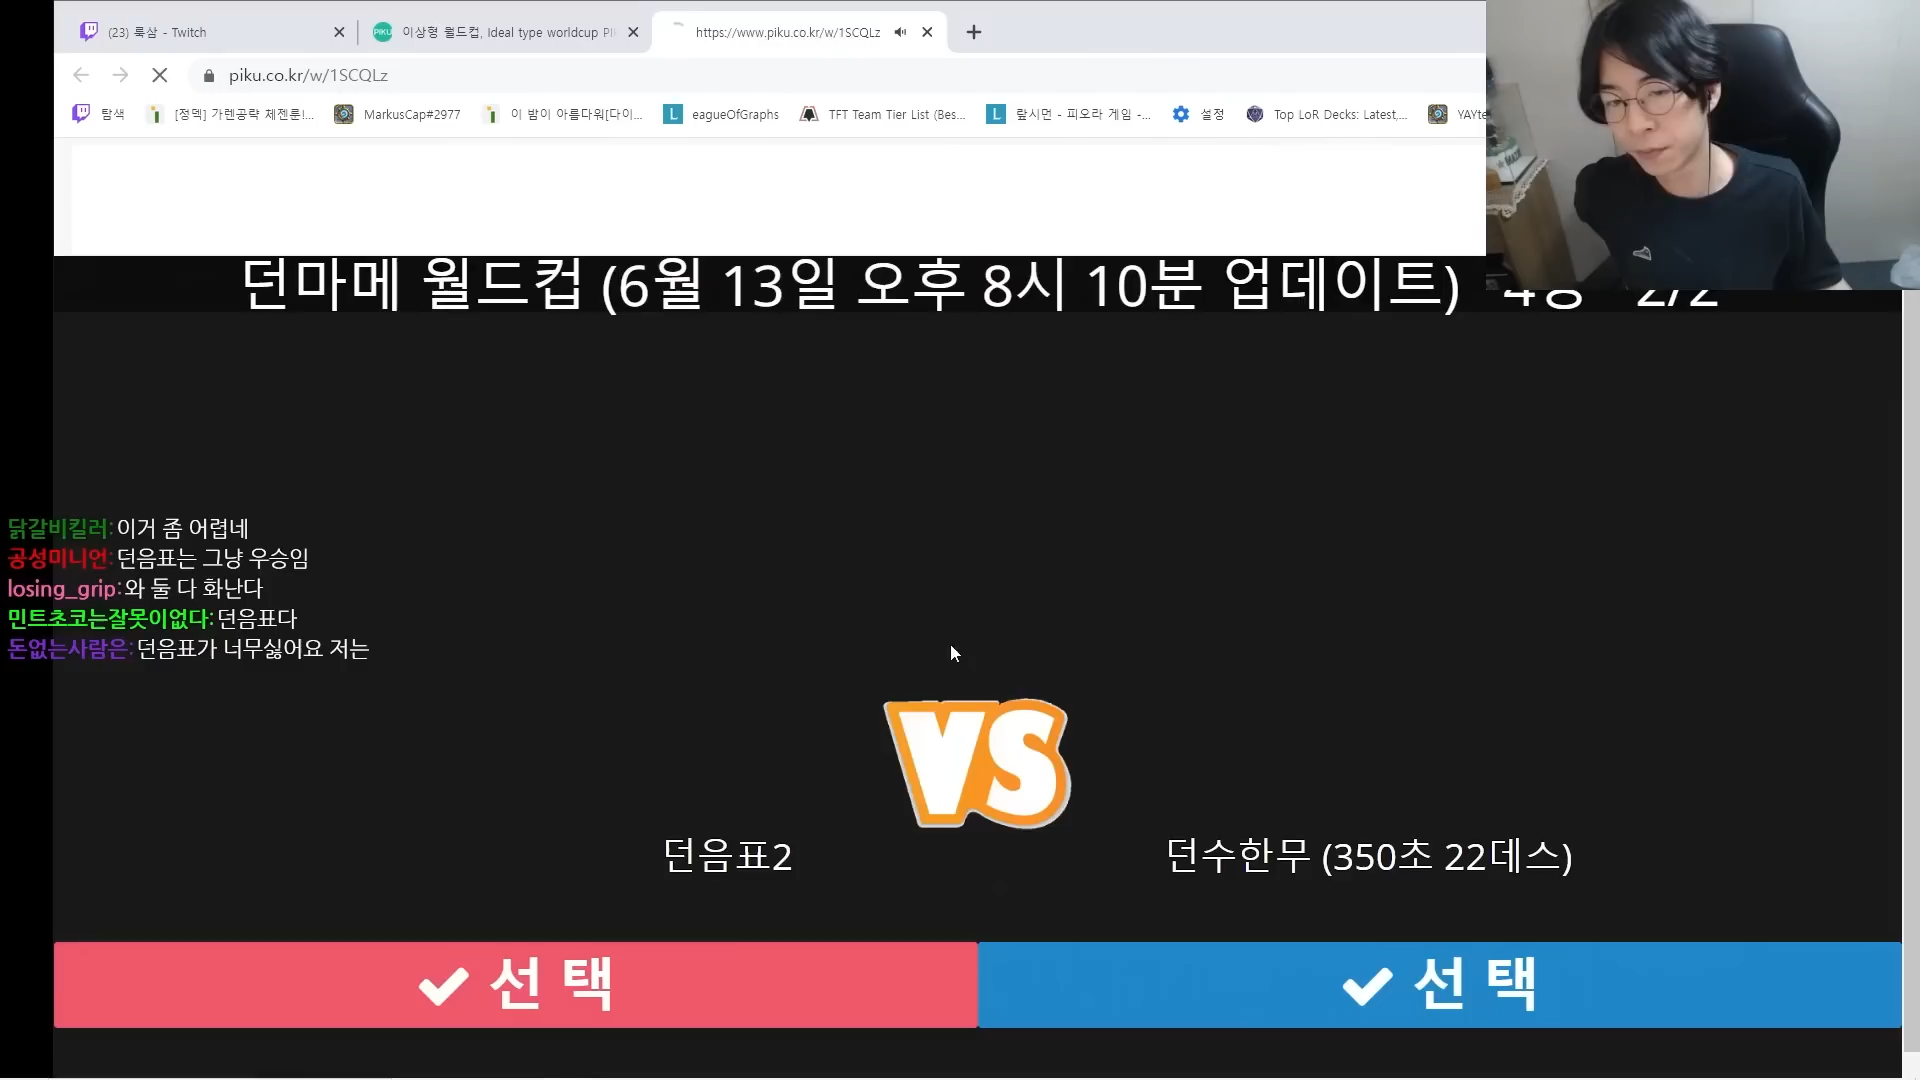 (23) 룩삼 - Twitch
이상형 월드컵, Ideal type worldcup PI
https://www.piku.co.kr/w/1SCQLz
piku.co.kr/w/1SCQLz
탐색
[정덱] 가렌공략 체젠룬!...
MarkusCap#2977
이 밤이 아름다워[다이...
L eagueOfGraphs
TFT Team Tier List (Bes...
L 랖시면 - 피오라 게임 -...
설정
Top LoR Decks: Latest,...
YAYte
던마메 월드컵 (6월 13일 오후 8시 10분 업데이트)
닭갈비킬러: 이거 좀 어렵네
공성미니언: 던음표는 그냥 우승임
losing_grip: 와 둘 다 화난다
민트초코는잘못이없다: 던음표다
돈없는사람은: 던음표가 너무싫어요 저는
VS
던음표2
던수한무 (350초 22데스)
선 택
선 택